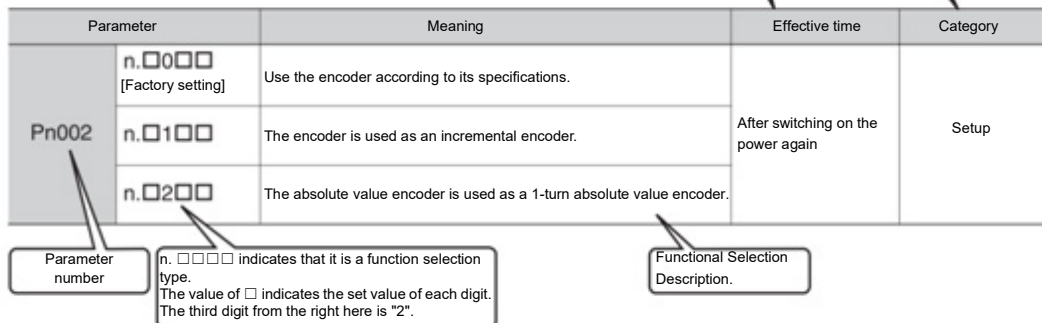 Parameter Meaning Effective time Category
Pn002
n.□0□□
[Factory setting]
Use the encoder according to its specifications.
n.□1□□
The encoder is used as an incremental encoder.
n.□2□□
The absolute value encoder is used as a 1-turn absolute value encoder.
After switching on the
power again
Setup
Parameter
number
n. □□□□ indicates that it is a function selection
type.
The value of □ indicates the set value of each digit.
The third digit from the right here is "2".
Functional Selection
Description.